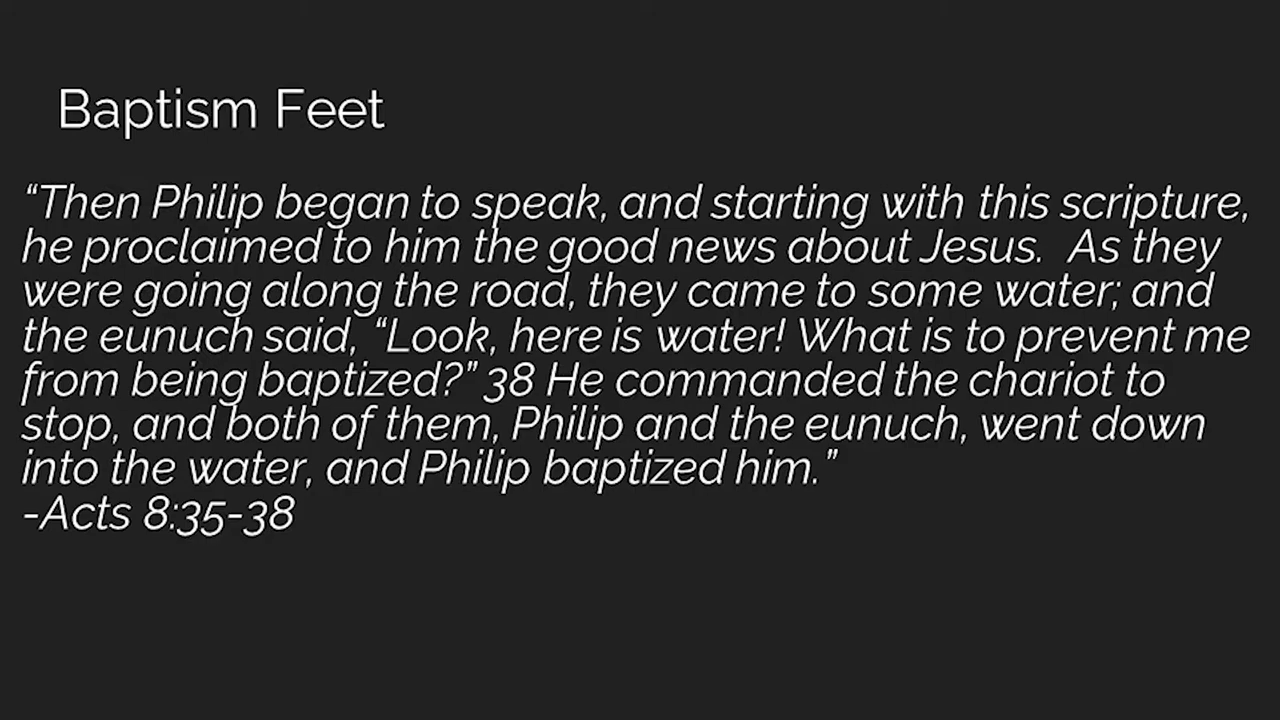 Baptism Feet
“Then Philip began to speak, and starting with this scripture,
he proclaimed to him the good news about Jesus.  As they
were going along the road, they came to some water; and
the eunuch said, “Look, here is water! What is to prevent me
from being baptized?” 38 He commanded the chariot to
stop, and both of them, Philip and the eunuch, went down
into the water, and Philip baptized him.”
-Acts 8:35-38